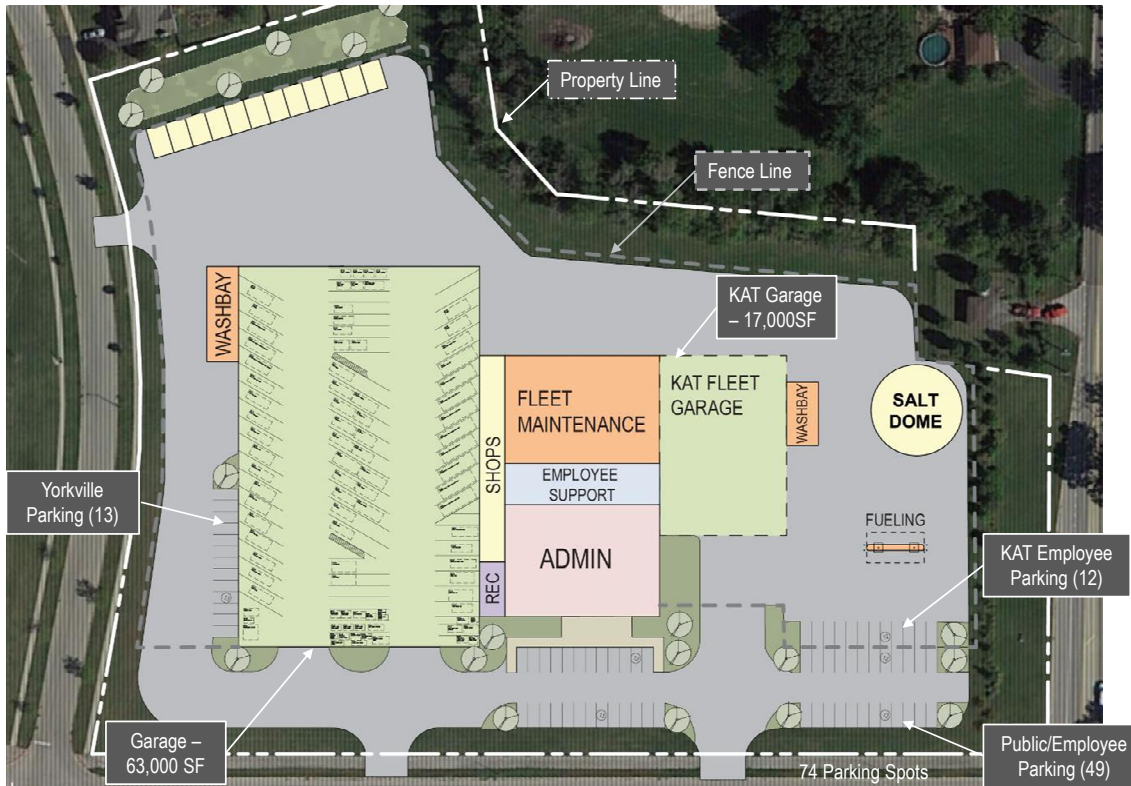 Property Line
Fence Line
KAT Garage
– 17,000SF
WASHBAY
FLEET
MAINTENANCE
KAT FLEET
GARAGE
WASHBAY
SALT
DOME
SHOPS
EMPLOYEE
SUPPORT
Yorkville
Parking (13)
FUELING
ADMIN
KAT Employee
Parking (12)
REC
Garage –
63,000 SF
Public/Employee
Parking (49)
74 Parking Spots